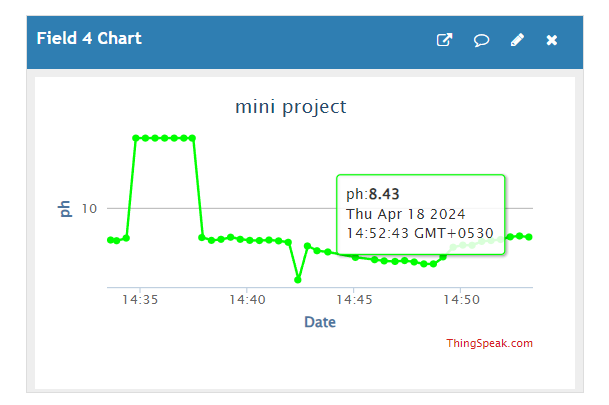 Field 4 Chart
mini project
ph:8.43
Thu Apr 18 2024
14:52:43 GMT+0530
ph
10
14:35 14:40 14:45 14:50
Date
ThingSpeak.com